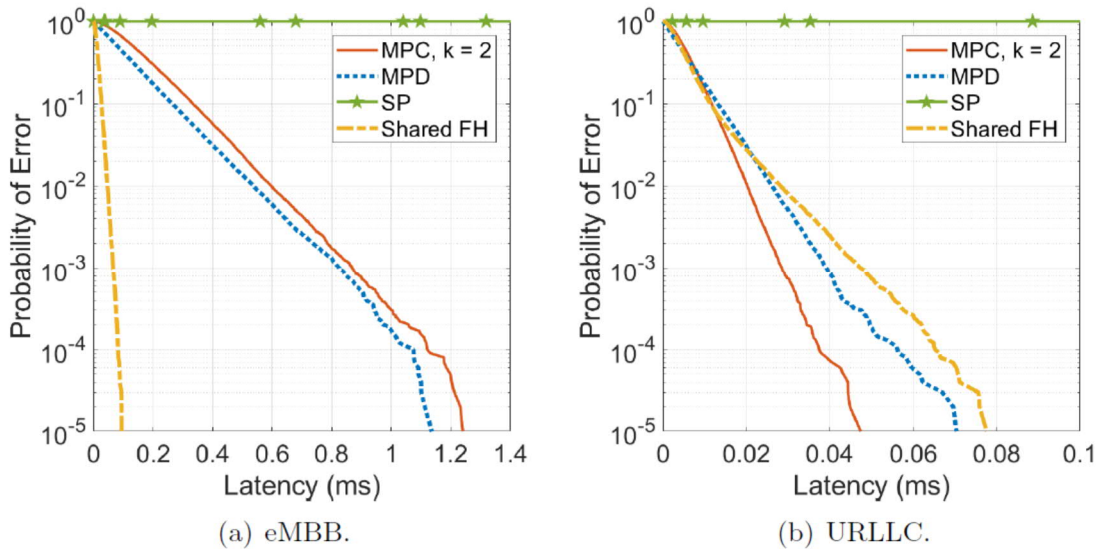 10^0
10^-1
10^-2
10^-3
10^-4
10^-5
Probability of Error
MPC, k = 2
MPD
SP
Shared FH
0 0.2 0.4 0.6 0.8 1 1.2 1.4
Latency (ms)
(a) eMBB.
10^0
10^-1
10^-2
10^-3
10^-4
10^-5
Probability of Error
MPC, k = 2
MPD
SP
Shared FH
0 0.02 0.04 0.06 0.08 0.1
Latency (ms)
(b) URLLC.